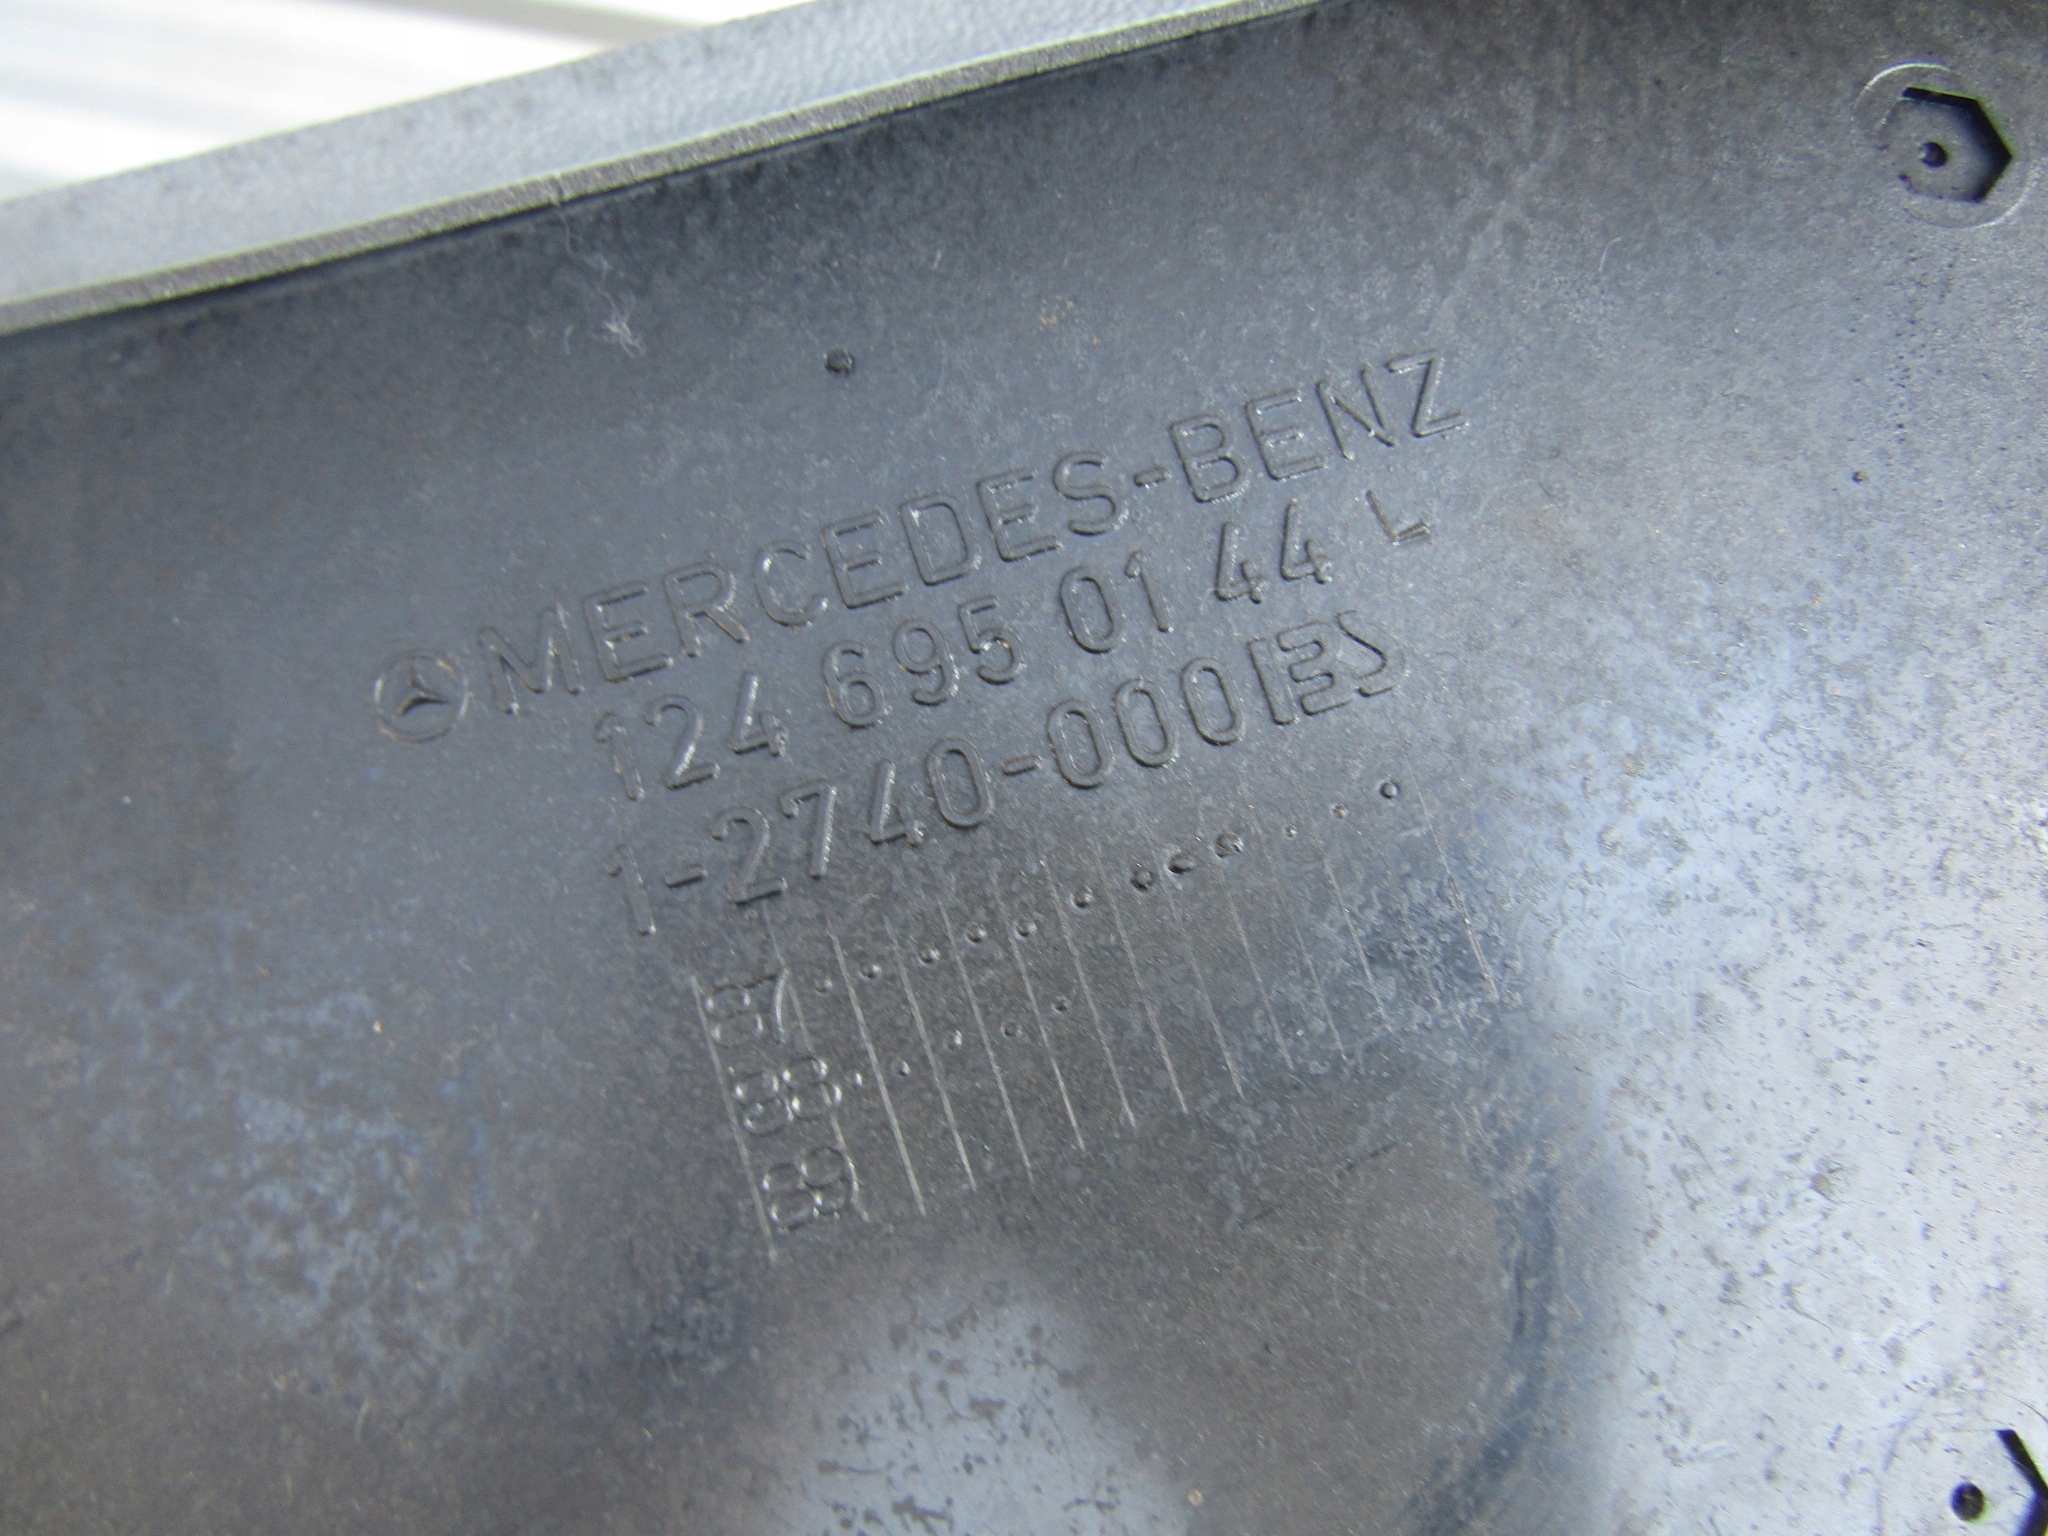 MERCEDES-BENZ
124 695 01 44 L
1-2740-000
87
88
89